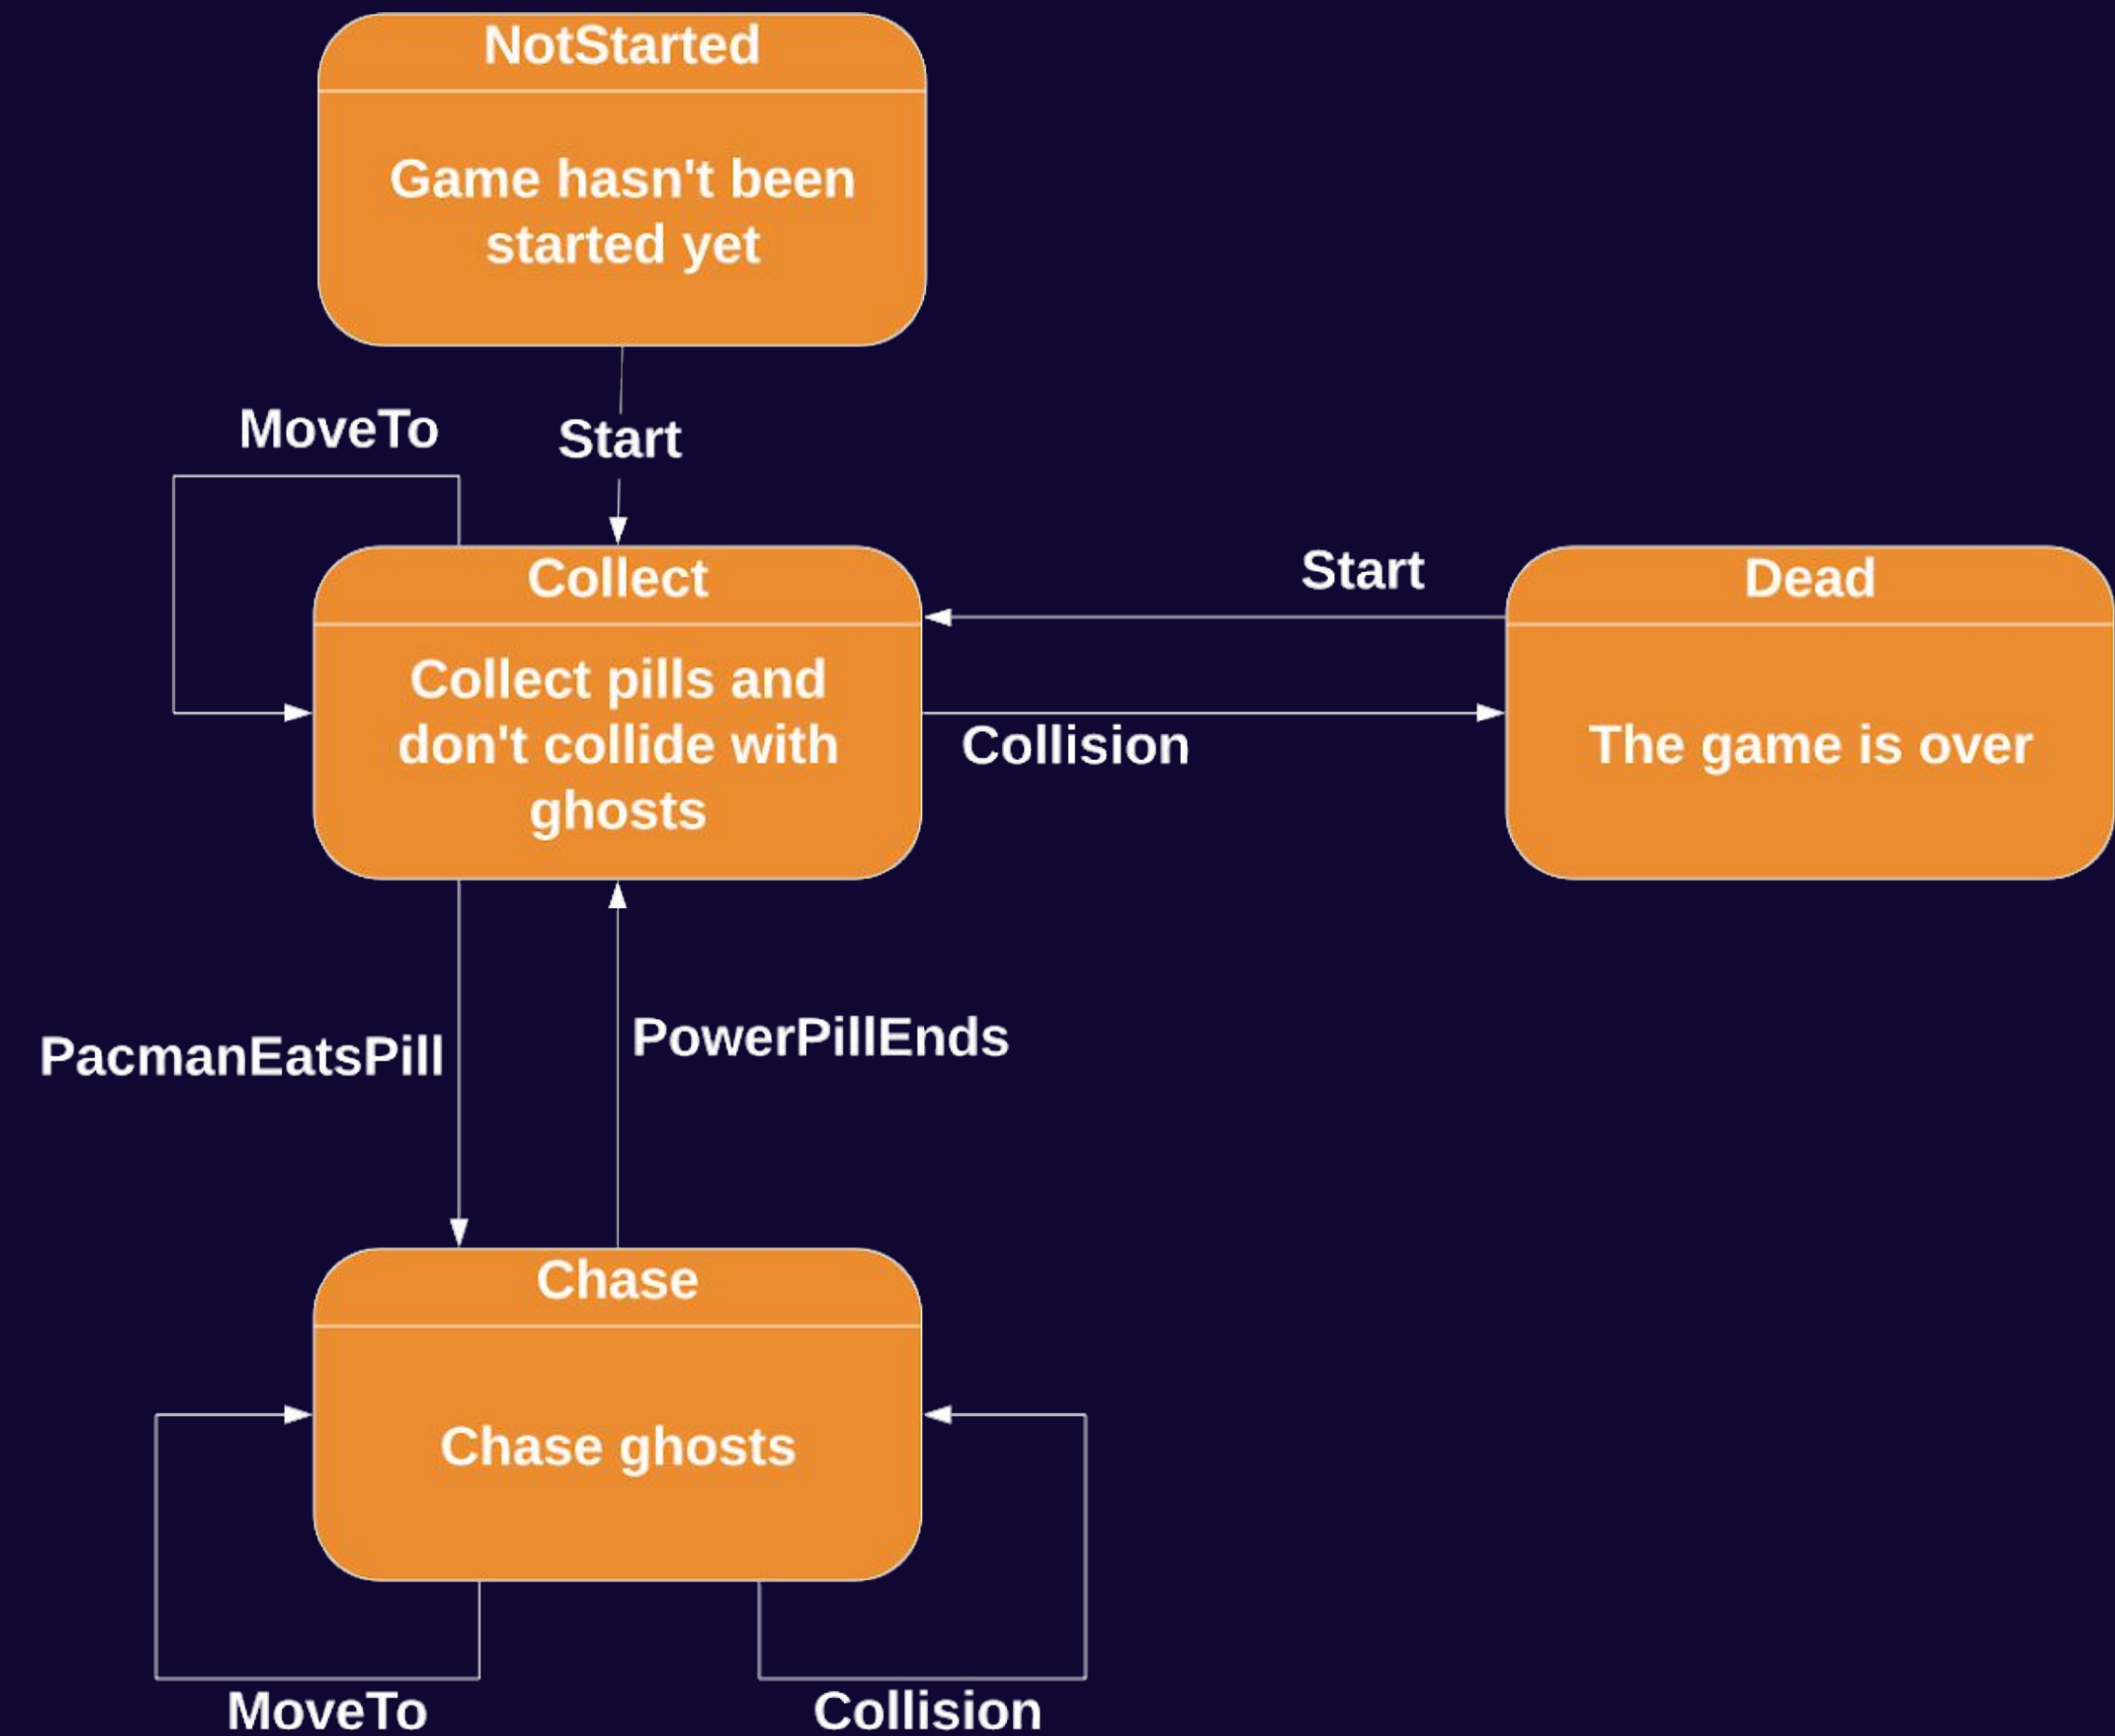 NotStarted
Game hasn't been
started yet
MoveTo
Start
Collect
Collect pills and
don't collide with
ghosts
Start
Collision
Dead
The game is over
PacmanEatsPill
PowerPillEnds
Chase
Chase ghosts
MoveTo
Collision